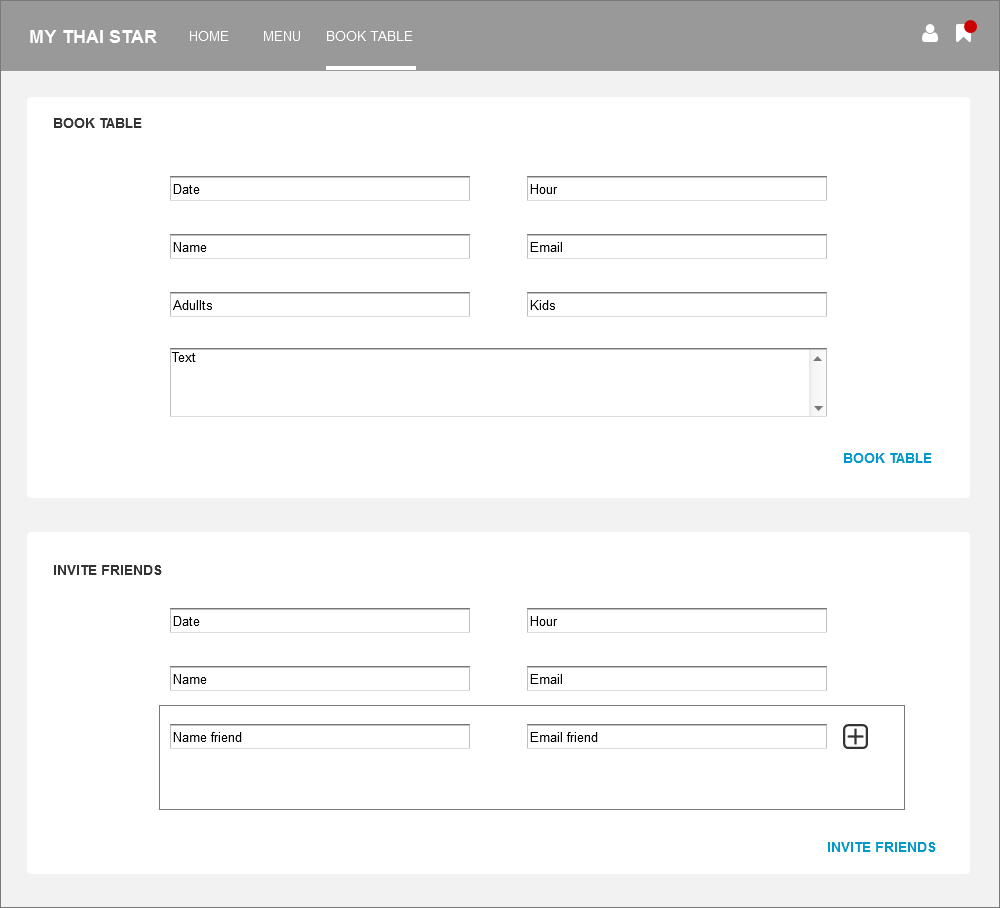 MY THAI STAR HOME MENU BOOK TABLE
BOOK TABLE
Date Hour
Name Email
Adullts Kids
Text
BOOK TABLE
INVITE FRIENDS
Date Hour
Name Email
Name friend Email friend
INVITE FRIENDS